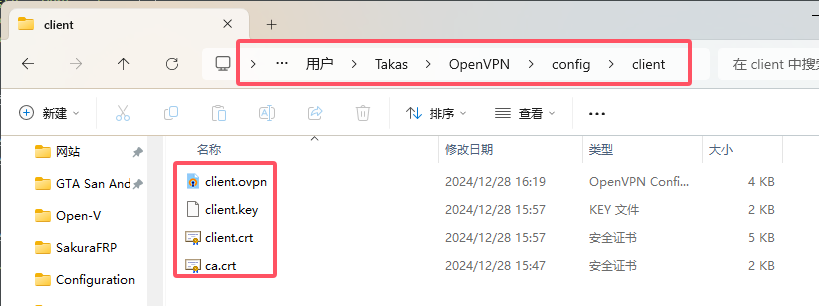 client
··· 用户 Takas OpenVPN config client 在 client 中搜索
新建 排序 查看 ···
名称 修改日期 类型 大小
网站
GTA San And
Open-V
SakuraFRP
Configuration
client.ovpn 2024/12/28 16:19 OpenVPN Confi... 4 KB
client.key 2024/12/28 15:57 KEY 文件 2 KB
client.crt 2024/12/28 15:57 安全证书 5 KB
ca.crt 2024/12/28 15:47 安全证书 2 KB